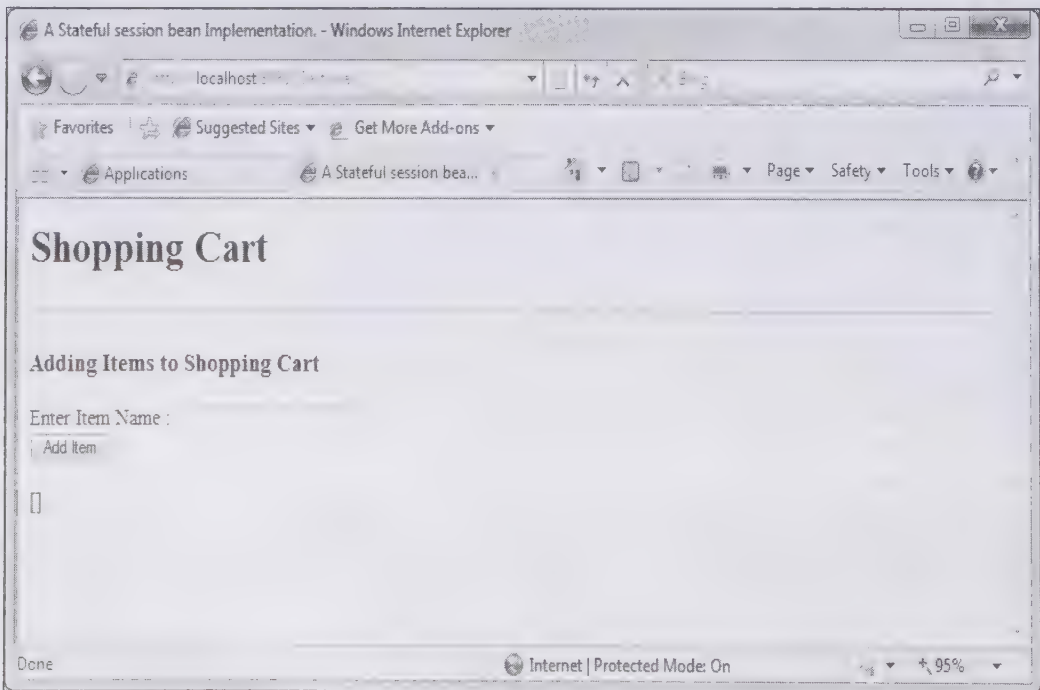 A Stateful session bean Implementation. - Windows Internet Explorer
localhost :
Favorites Suggested Sites Get More Add-ons
Applications A Stateful session bea... Page Safety Tools
Shopping Cart
Adding Items to Shopping Cart
Enter Item Name :
Add Item
[]
Done Internet | Protected Mode: On 95%